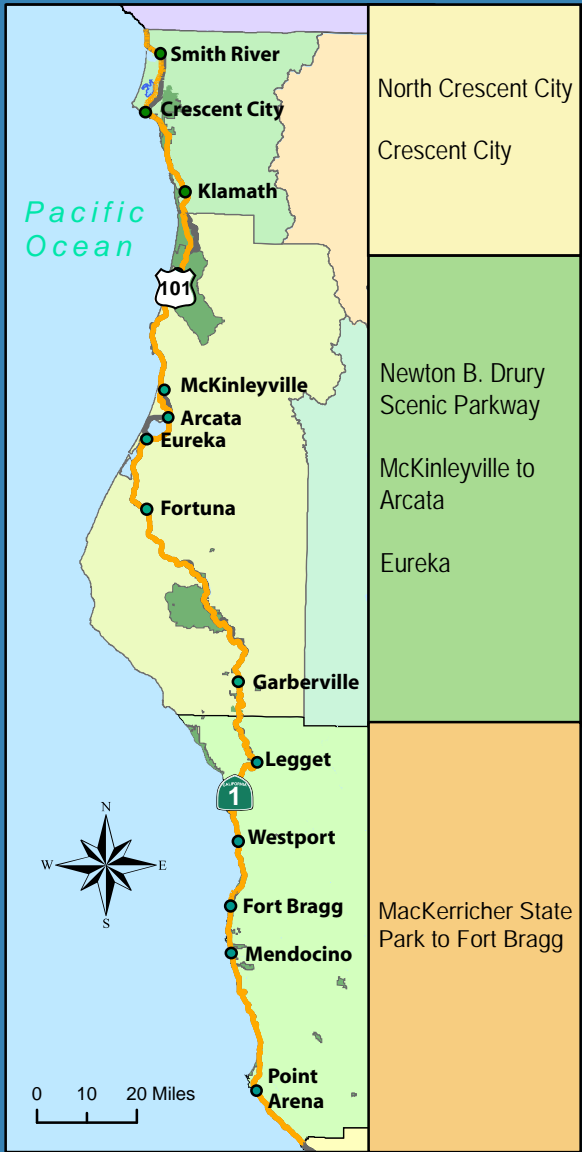 Smith River
Crescent City
Klamath
Pacific
Ocean
101
McKinleyville
Arcata
Eureka
Fortuna
Garberville
Legget
CALIFORNIA
1
Westport
Fort Bragg
Mendocino
Point
Arena
N
W
E
S
0 10 20 Miles
North Crescent City
Crescent City
Newton B. Drury
Scenic Parkway
McKinleyville to
Arcata
Eureka
MacKerricher State
Park to Fort Bragg